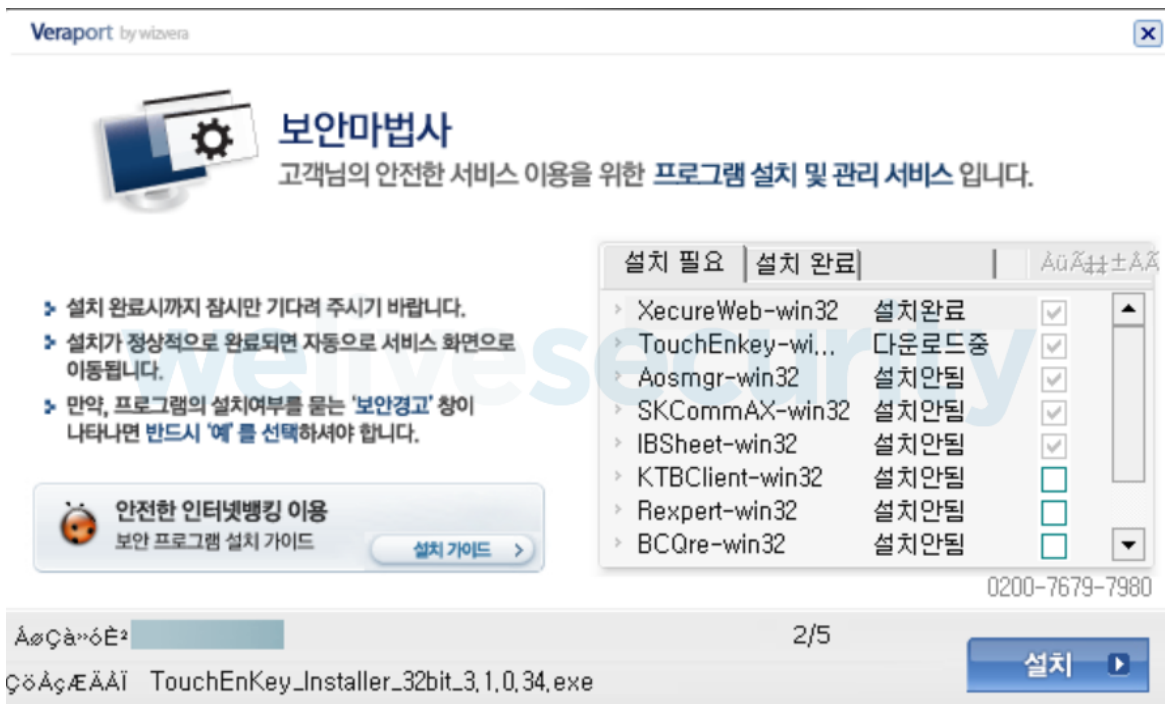 Veraport by wizvera
보안마법사
고객님의 안전한 서비스 이용을 위한 프로그램 설치 및 관리 서비스 입니다.
설치 완료시까지 잠시만 기다려 주시기 바랍니다.
설치가 정상적으로 완료되면 자동으로 서비스 화면으로
이동됩니다.
만약, 프로그램의 설치여부를 묻는 '보안경고' 창이
나타나면 반드시 '예' 를 선택하셔야 합니다.
안전한 인터넷뱅킹 이용
보안 프로그램 설치 가이드
설치 가이드
설치 필요 설치 완료 ÀüÃ¼±ÂÃ
XecureWeb-win32 설치완료
TouchEnkey-wi... 다운로드중
Aosmgr-win32 설치안됨
SKCommAX-win32 설치안됨
IBSheet-win32 설치안됨
KTBClient-win32 설치안됨
Rexpert-win32 설치안됨
BCQre-win32 설치안됨
welivesecurity
0200-7679-7980
ÁøÇà»óÈ² 2/5
ÇöÀçÆÄÀÏ TouchEnKey_Installer_32bit_3,1,0,34,exe
설치